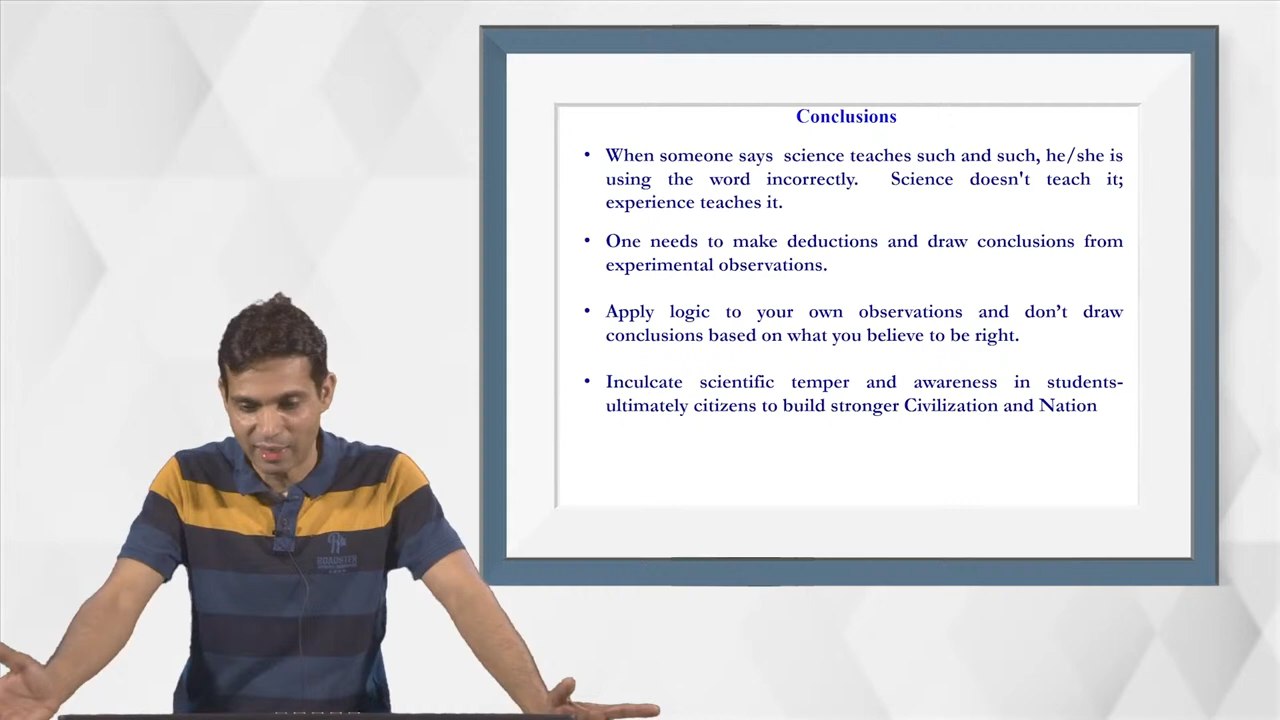 Conclusions
• When someone says science teaches such and such, he/she is
using the word incorrectly. Science doesn't teach it;
experience teaches it.
• One needs to make deductions and draw conclusions from
experimental observations.
• Apply logic to your own observations and don’t draw
conclusions based on what you believe to be right.
• Inculcate scientific temper and awareness in students-
ultimately citizens to build stronger Civilization and Nation
ROADSTER